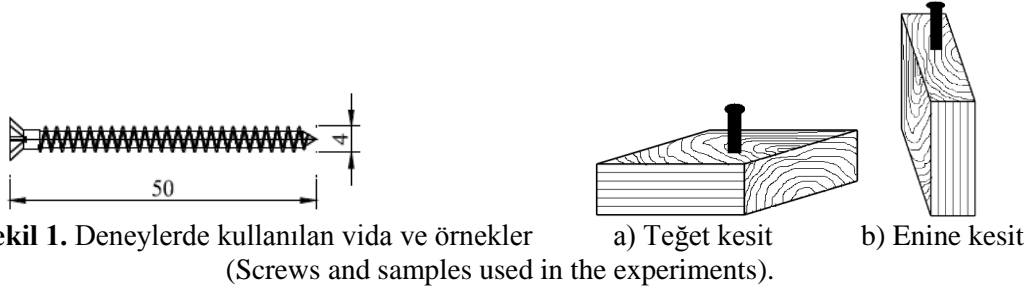 4
50
ekil 1. Deneylerde kullanılan vida ve örnekler a) Teğet kesit b) Enine kesit
(Screws and samples used in the experiments).